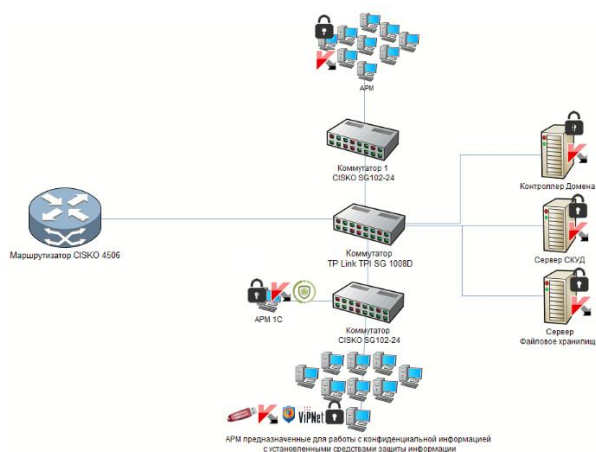 АРМ
Коммутатор 1
CISKO SG102-24
Контроллер Домена
Маршрутизатор CISKO 4506
Коммутатор
TP Link TPI SG 1008D
Сервер СКУД
АРМ 1С
Коммутатор
CISKO SG102-24
Сервер
Файловое хранилищ
ViPNet
АРМ предназначенные для работы с конфиденциальной информацией
с установленными средствами защиты информации